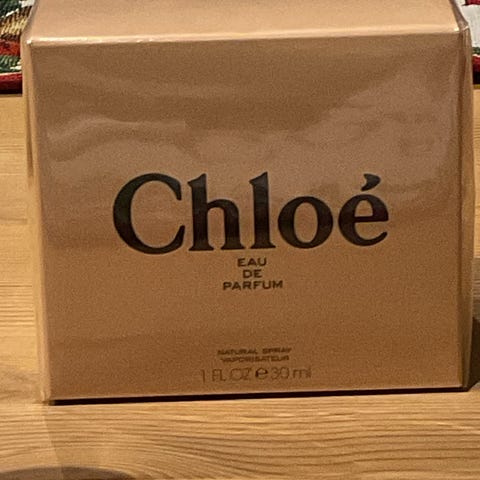 Chloé
EAU
DE
PARFUM
NATURAL SPRAY
VAPORISATEUR
1 FL OZ ℮ 30 ml